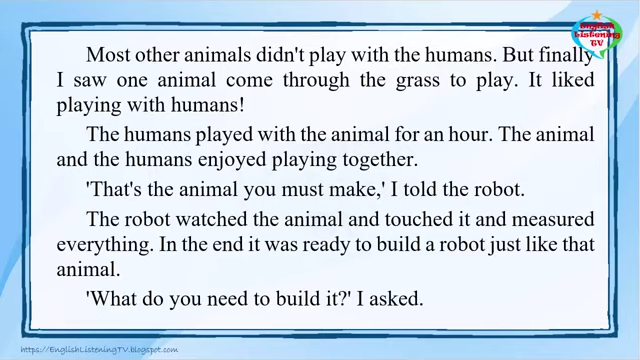 English
Listening
TV
Most other animals didn't play with the humans. But finally
I saw one animal come through the grass to play. It liked
playing with humans!
The humans played with the animal for an hour. The animal
and the humans enjoyed playing together.
'That's the animal you must make,' I told the robot.
The robot watched the animal and touched it and measured
everything. In the end it was ready to build a robot just like that
animal.
'What do you need to build it?' I asked.
https://EnglishListeningTV.blogspot.com